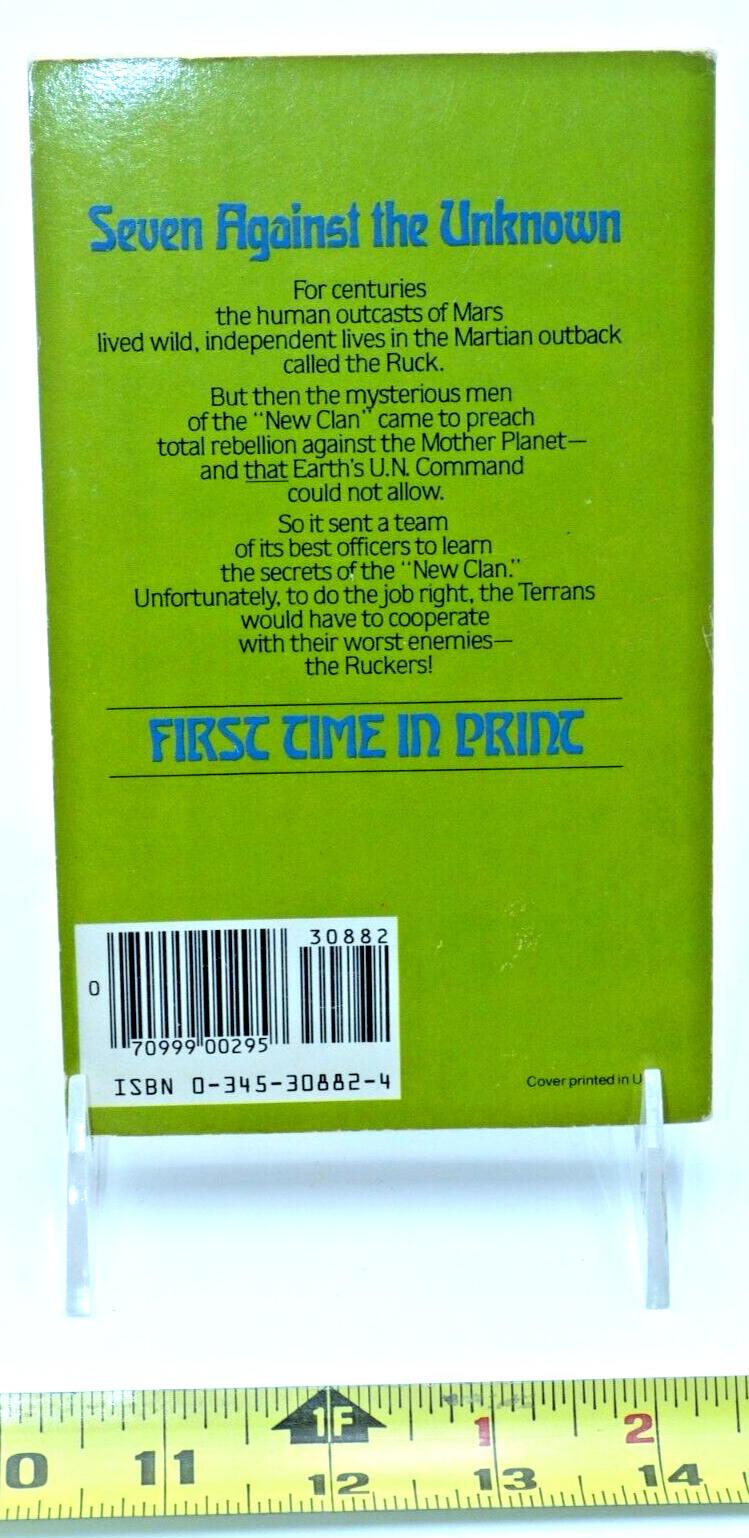 Seven Against the Unknown
For centuries
the human outcasts of Mars
lived wild, independent lives in the Martian outback
called the Ruck.
But then the mysterious men
of the "New Clan" came to preach
total rebellion against the Mother Planet—
and that Earth's U.N. Command
could not allow.
So it sent a team
of its best officers to learn
the secrets of the "New Clan."
Unfortunately, to do the job right, the Terrans
would have to cooperate
with their worst enemies—
the Ruckers!
FIRST TIME IN PRINT
30882
0
70999 00295
ISBN 0-345-30882-4
Cover printed in U
1F 1 2
0 11 12 13 14